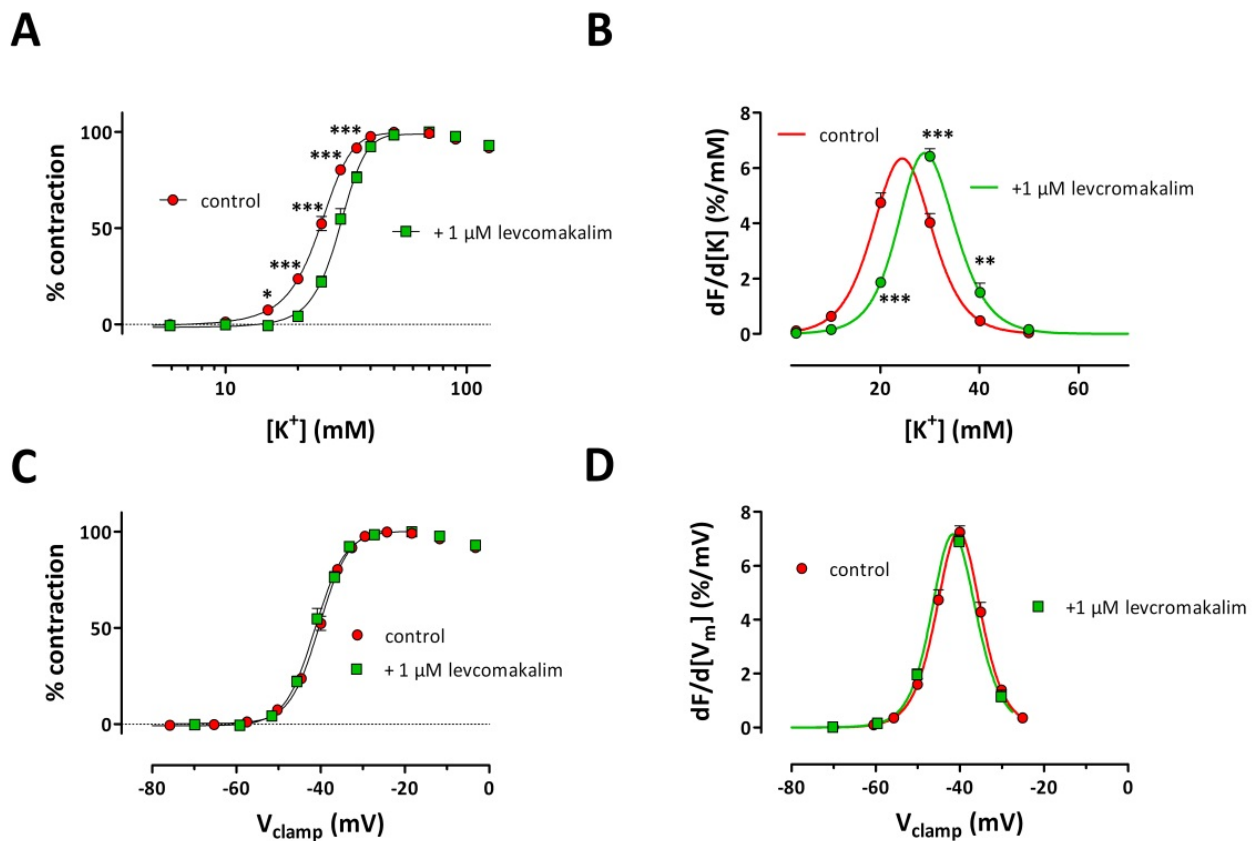 A
% contraction
100
50
0
***
***
***
***
*
control
+ 1 µM levcomakalim
10
100
[K⁺] (mM)
B
dF/d[K] (%/mM)
8
6
4
2
0
control
***
+1 µM levcromakalim
**
***
20
40
60
[K⁺] (mM)
C
% contraction
100
50
0
control
+ 1 µM levcomakalim
-80
-60
-40
-20
0
Vclamp (mV)
D
dF/d[Vm] (%/mV)
8
6
4
2
0
control
+1 µM levcromakalim
-80
-60
-40
-20
0
Vclamp (mV)